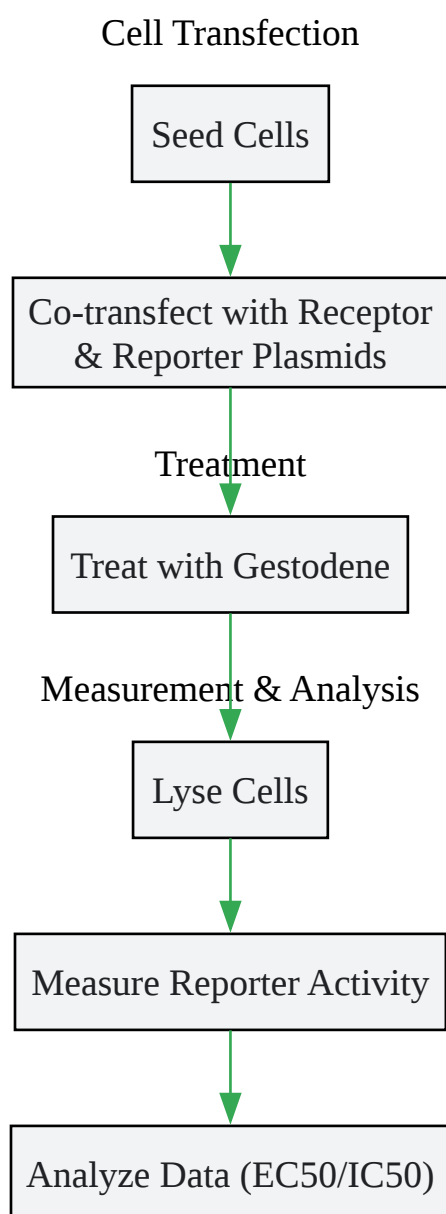 Cell Transfection
Seed Cells
Co-transfect with Receptor
& Reporter Plasmids
Treatment
Treat with Gestodene
Measurement & Analysis
Lyse Cells
Measure Reporter Activity
Analyze Data (EC50/IC50)